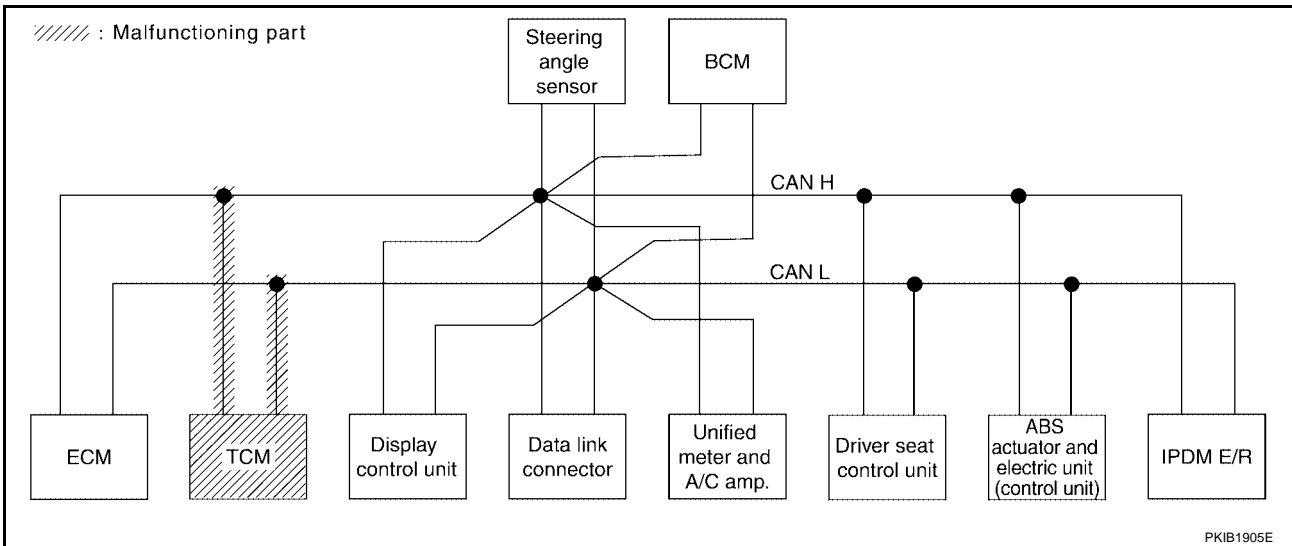 : Malfunctioning part
Steering
angle
sensor
BCM
CAN H
CAN L
ECM
TCM
Display
control unit
Data link
connector
Unified
meter and
A/C amp.
Driver seat
control unit
ABS
actuator and
electric unit
(control unit)
IPDM E/R
PKIB1905E